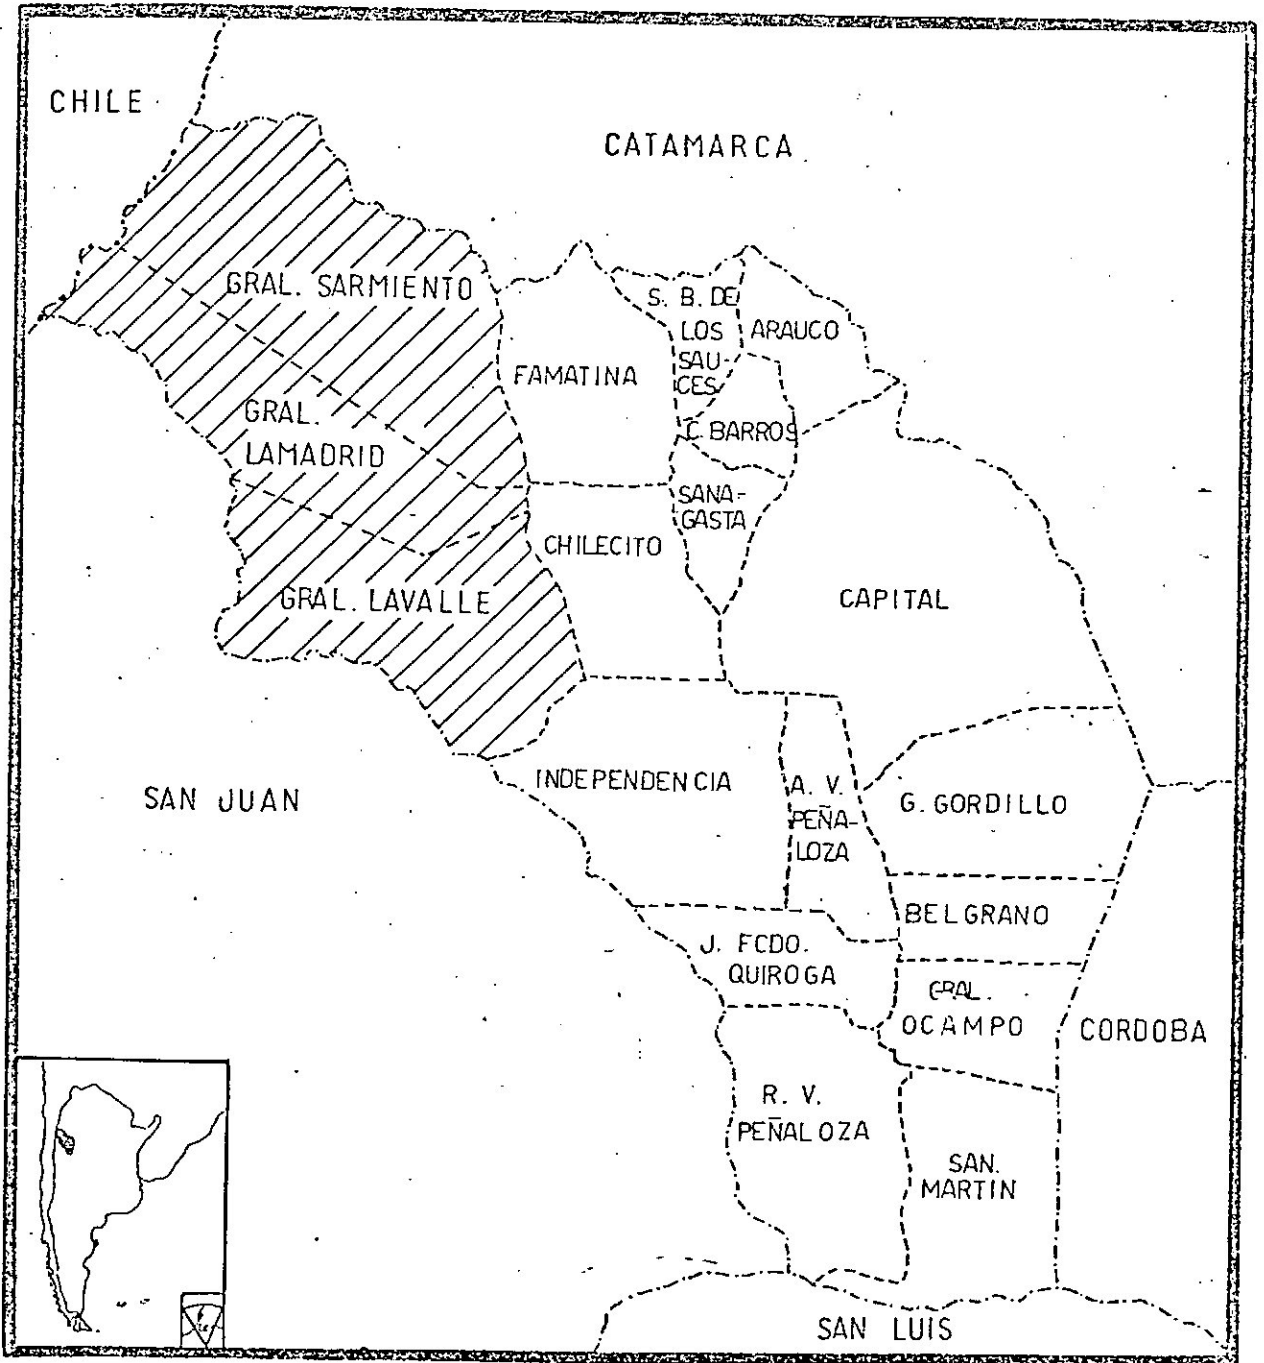 CHILE
CATAMARCA
GRAL. SARMIENTO
S. B. DE
LOS
SAU-
CES
ARAUCO
FAMATINA
GRAL.
LAMADRID
C. BARROS
SANA-
GASTA
CHILECITO
GRAL. LAVALLE
CAPITAL
SAN JUAN
INDEPENDENCIA
A. V.
PEÑA-
LOZA
G. GORDILLO
BELGRANO
J. FCDO.
QUIROGA
GRAL.
OCAMPO
CORDOBA
R. V.
PEÑALOZA
SAN.
MARTIN
SAN LUIS